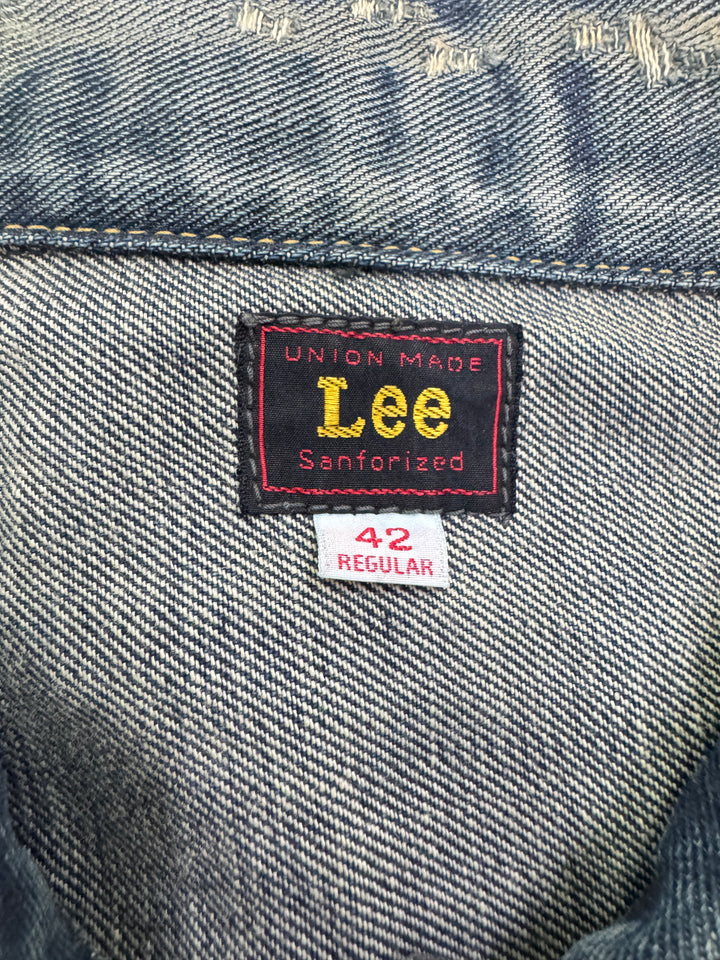 UNION MADE
Lee
Sanforized
42
REGULAR